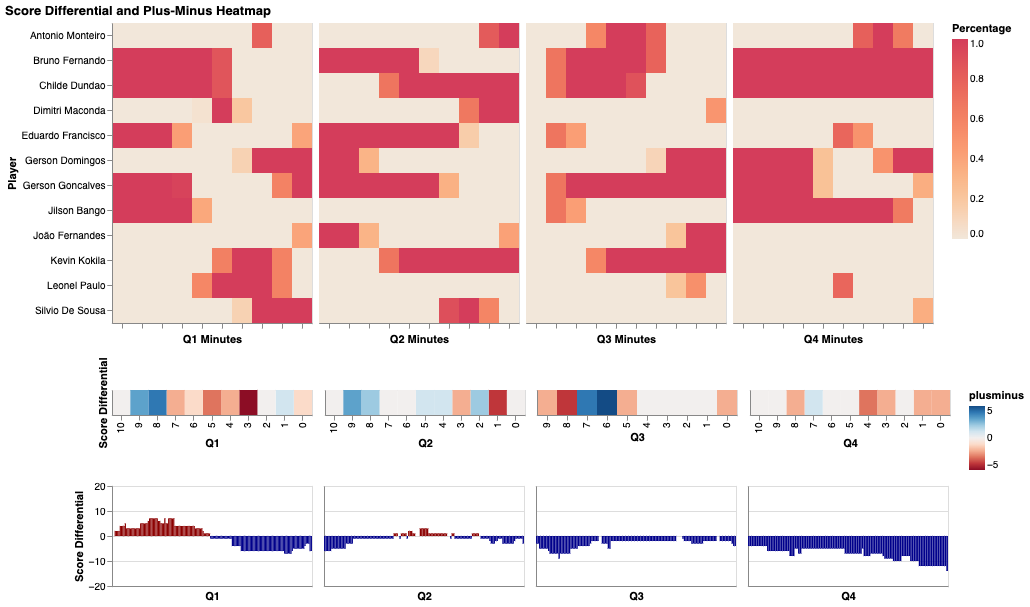 Score Differential and Plus-Minus Heatmap
Player
Antonio Monteiro
Bruno Fernando
Childe Dundao
Dimitri Maconda
Eduardo Francisco
Gerson Domingos
Gerson Goncalves
Jilson Bango
João Fernandes
Kevin Kokila
Leonel Paulo
Silvio De Sousa
Q1 Minutes
Q2 Minutes
Q3 Minutes
Q4 Minutes
Percentage
1.0
0.8
0.6
0.4
0.2
0.0
Score Differential
10 9 8 7 6 5 4 3 2 1 0
Q1
10 9 8 7 6 5 4 3 2 1 0
Q2
9 8 7 6 5 4 3 2 1 0
Q3
10 9 8 7 6 5 4 3 2 1 0
Q4
plusminus
5
0
−5
Score Differential
20
10
0
−10
−20
Q1
Q2
Q3
Q4